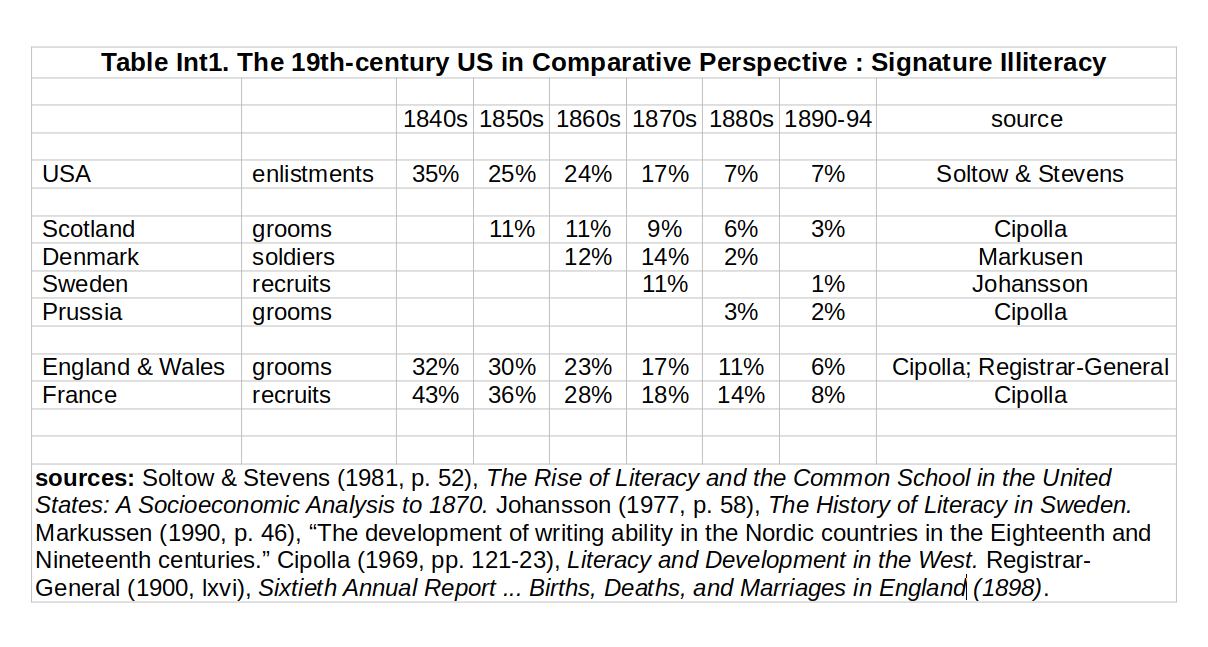 Table Int1. The 19th-century US in Comparative Perspective : Signature Illiteracy
1840s 1850s 1860s 1870s 1880s 1890-94 source
USA enlistments 35% 25% 24% 17% 7% 7% Soltow & Stevens
Scotland grooms 11% 11% 9% 6% 3% Cipolla
Denmark soldiers 12% 14% 2% Markusen
Sweden recruits 11% 1% Johansson
Prussia grooms 3% 2% Cipolla
England & Wales grooms 32% 30% 23% 17% 11% 6% Cipolla; Registrar-General
France recruits 43% 36% 28% 18% 14% 8% Cipolla
sources: Soltow & Stevens (1981, p. 52), The Rise of Literacy and the Common School in the United
States: A Socioeconomic Analysis to 1870. Johansson (1977, p. 58), The History of Literacy in Sweden.
Markussen (1990, p. 46), “The development of writing ability in the Nordic countries in the Eighteenth and
Nineteenth centuries.” Cipolla (1969, pp. 121-23), Literacy and Development in the West. Registrar-
General (1900, lxvi), Sixtieth Annual Report ... Births, Deaths, and Marriages in England (1898).